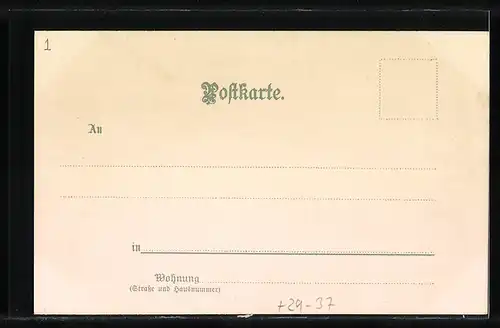 1
Postkarte.
An
in
Wohnung
(Straße und Hausnummer)
+29-37